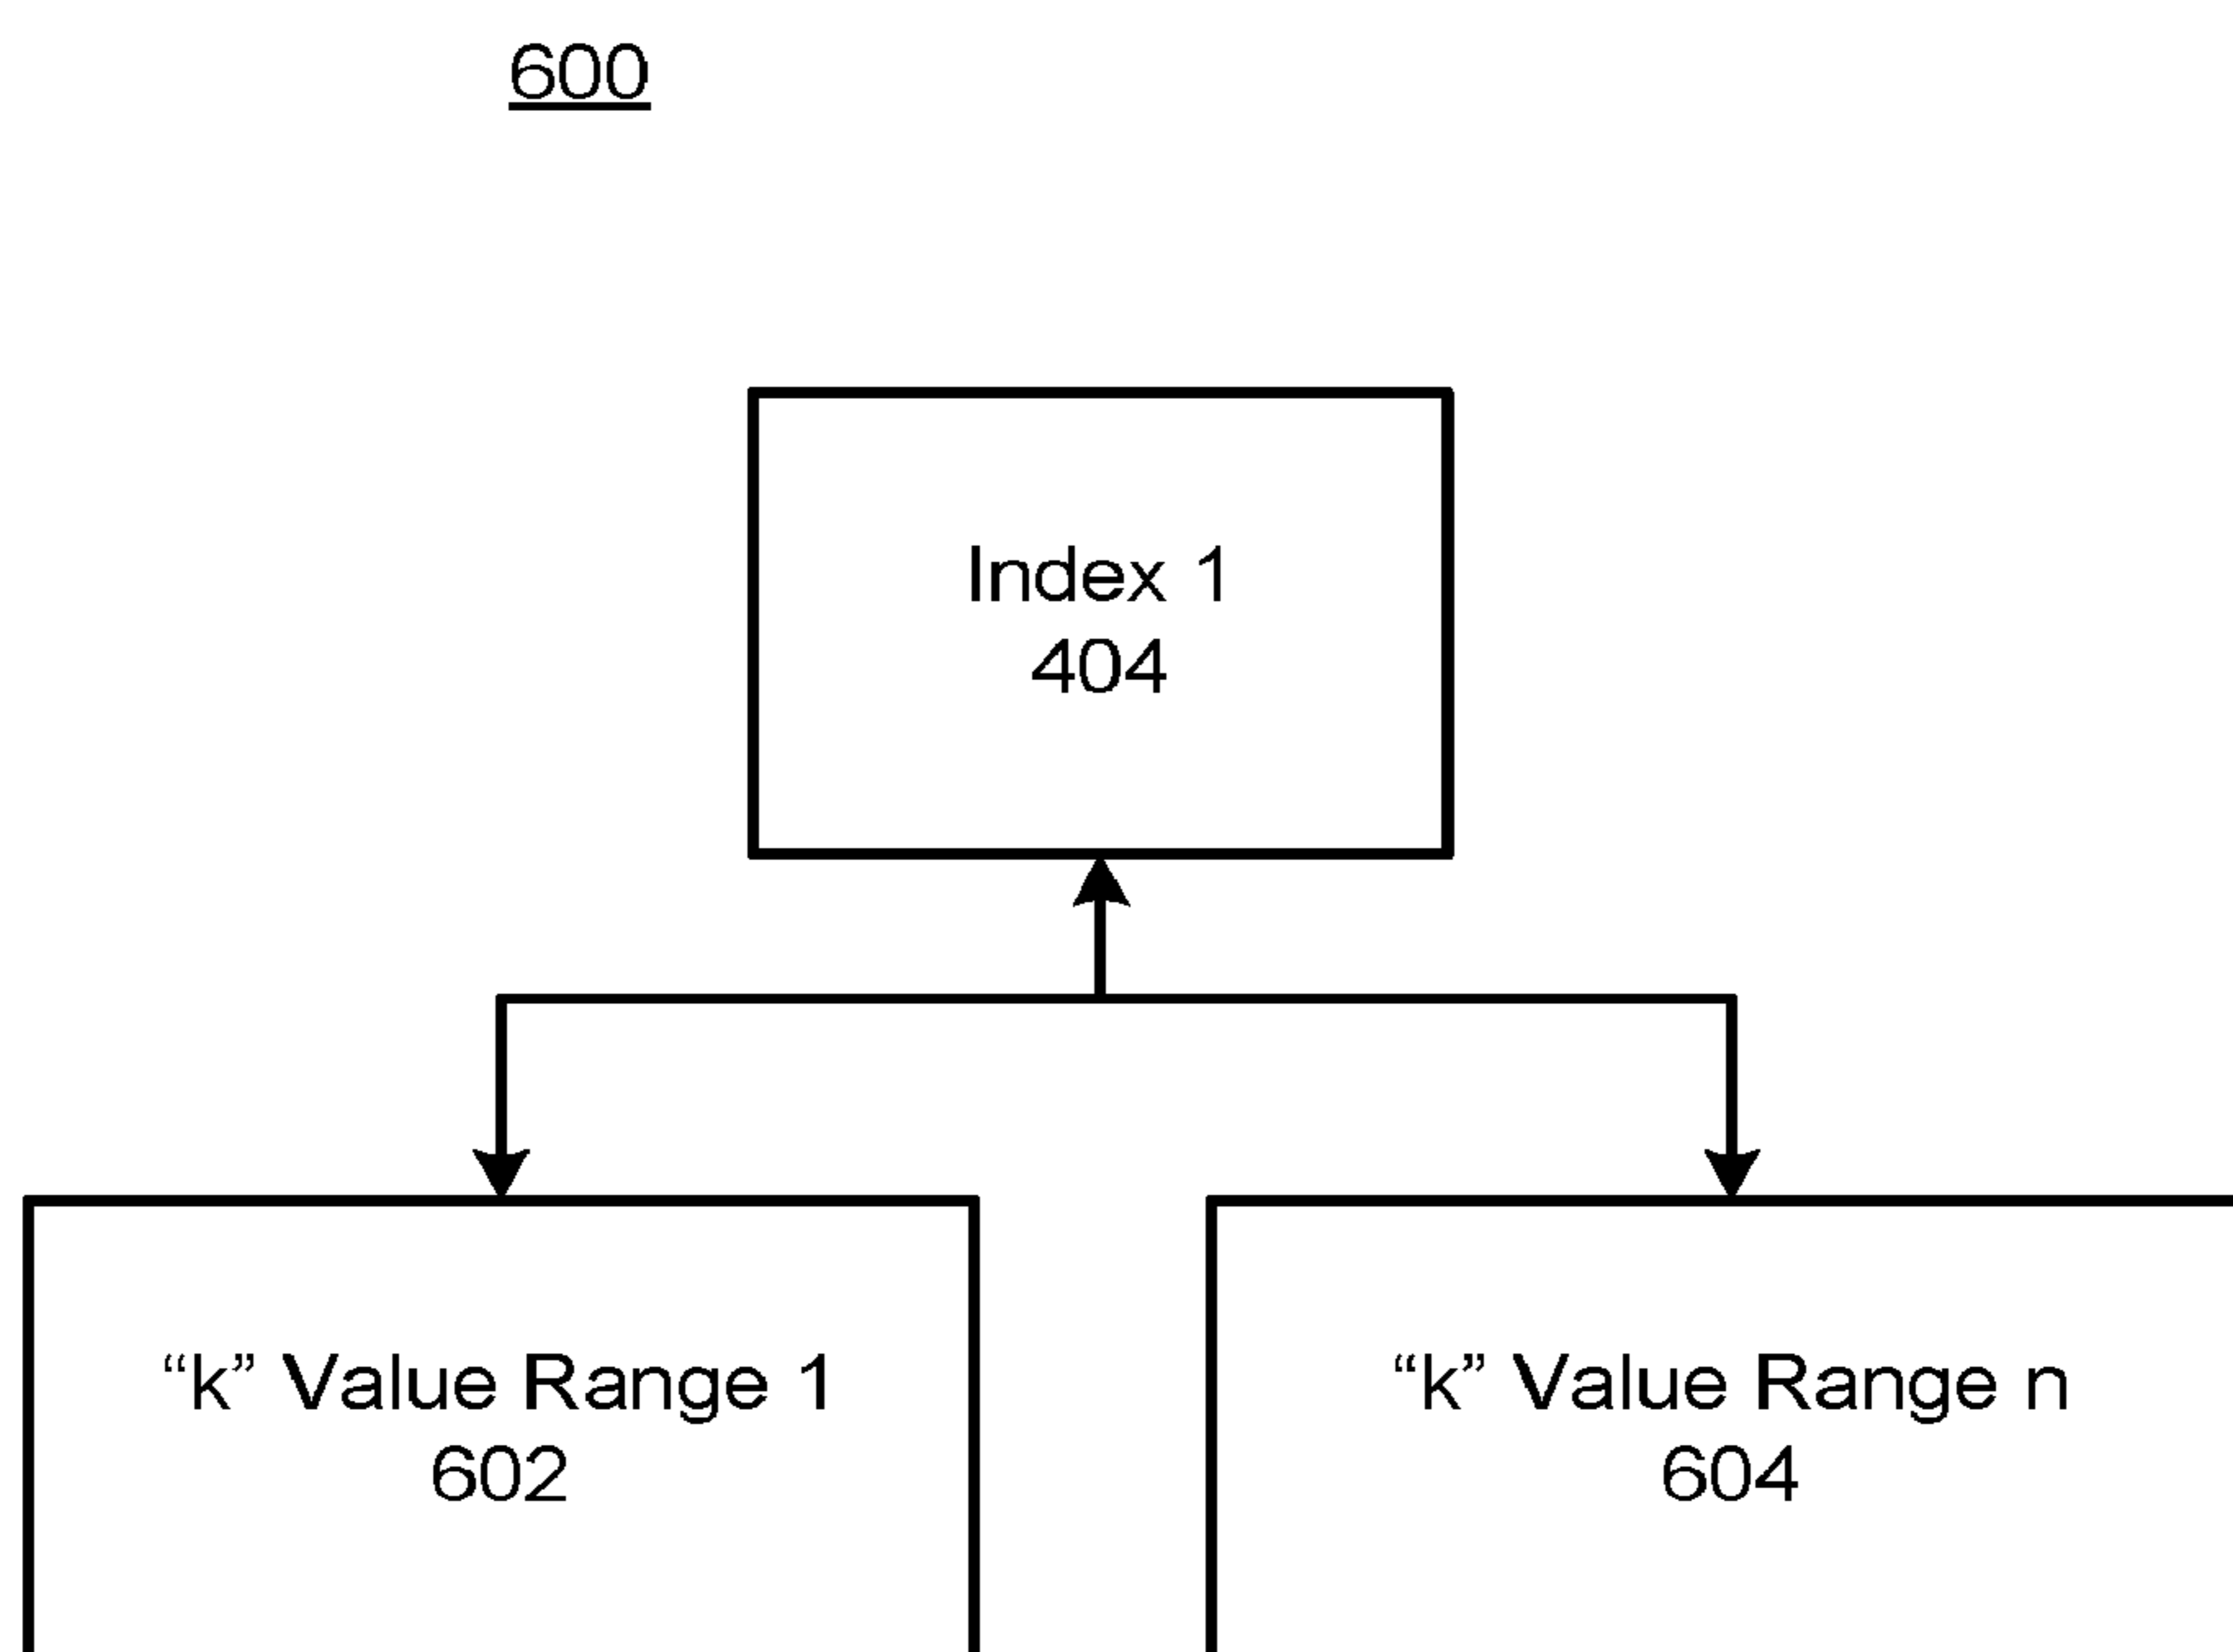 600
Index 1
404
“k” Value Range 1
602
“k” Value Range n
604